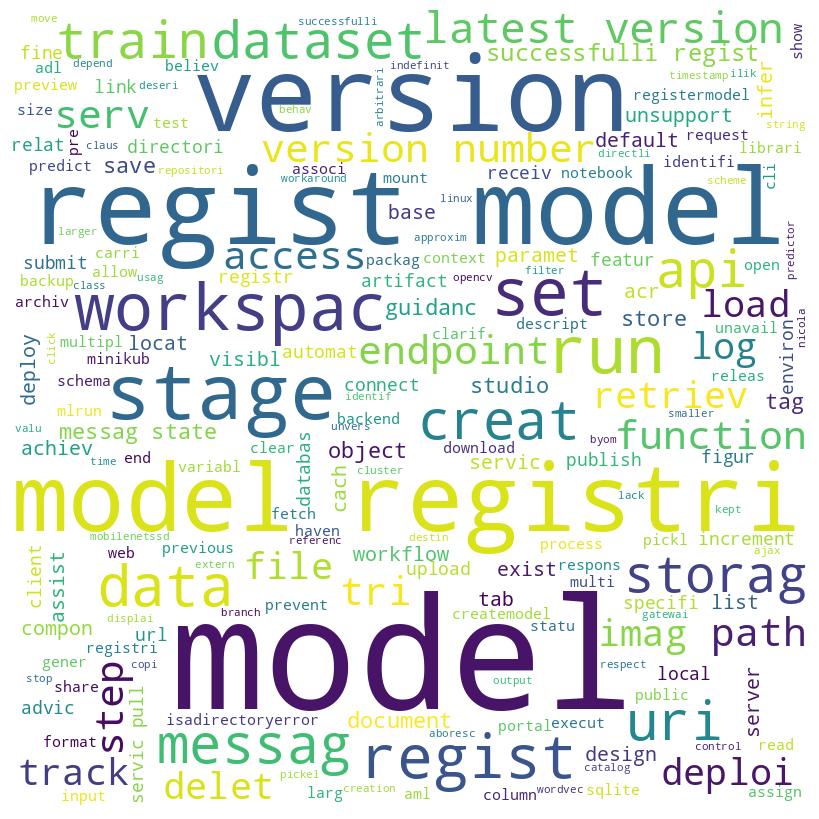 move
successfulli
train
dataset
latest version
fine
depend
believ
indefinit
successfulli regist
show
adl
preview
link
deseri
version
timestamp
ilik
infer
size
serv
test
behav
arbitrari
registermodel
unsupport
string
relat
pre
directori
version number
default
request
librari
predict
save
claus
repositori
associ
directli
identifi
cli
workaround
mount
receiv
notebook
regist model
linux
base
scheme
larger
approxim
submit
carri
access
packag
context
paramet
featur
api
open
predictor
backup
allow
usag
registr
artifact
opencv
filter
acr
archiv
class
workspac
guidanc
set
store
load
multipl
clarif
descript
unavail
environ
nicola
click
minikub
locat
visibl
automat
endpoint
run
log
deploy
schema
stage
connect
studio
releas
retriev
tag
mlrun
identif
valu
achiev
messag state
backend
creat
smaller
function
unvers
byom
time
end
variabl
clear
databas
object
download
servic
publish
figur
cach
cluster
lack
model registri
fetch
kept
mobilenetssd
haven
referenc
destin
process
pickl
increment
ajax
client
assist
web
previous
extern
file
workflow
exist
respons
multi
storag
data
tri
upload
specifi
list
displai
branch
prevent
tab
createmodel
statu
gatewai
compon
url
model
imag
path
registri
gener
respect
stop
copi
step
share
output
public
local
server
advic
servic pull
isadirectoryerror
document
portal
execut
uri
format
messag
aboresc
regist
design
control
read
track
catalog
deploi
input
delet
pickel
creation
larg
aml
column
wordvec
sqlite
assign